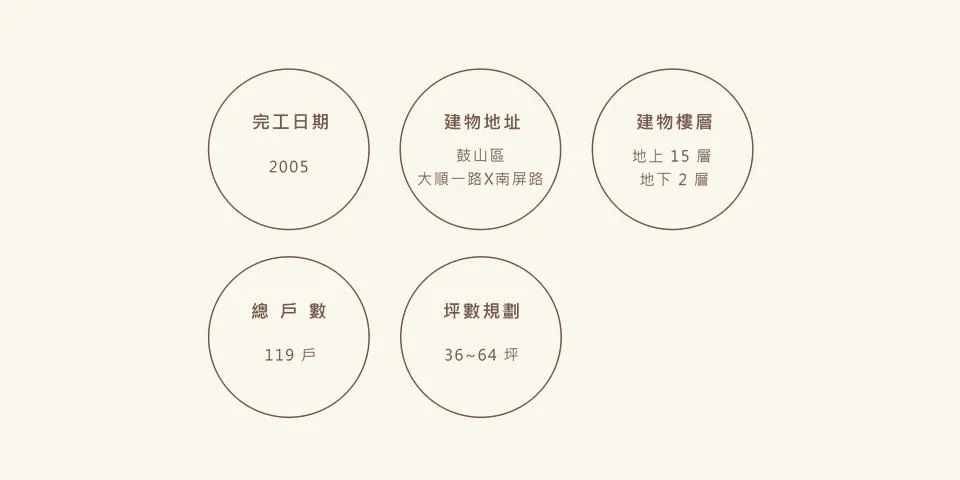 完工日期
2005
建物地址
鼓山區
大順一路X南屏路
建物樓層
地上 15 層
地下 2 層
總 戶 數
119 戶
坪數規劃
36~64 坪